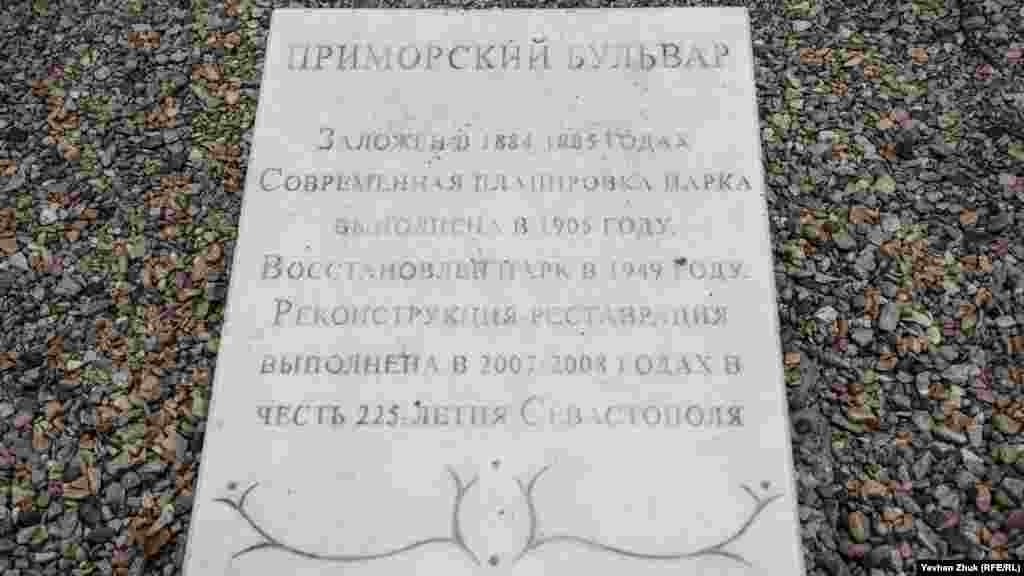 ПРИМОРСКИЙ БУЛЬВАР
ЗАЛОЖЕН В 1884-1885 ГОДАХ
СОВРЕМЕННАЯ ПЛАНИРОВКА ПАРКА
ВЫПОЛНЕНА В 1905 ГОДУ.
ВОССТАНОВЛЕН ПАРК В 1949 ГОДУ.
РЕКОНСТРУКЦИЯ-РЕСТАВРАЦИЯ
ВЫПОЛНЕНА В 2007-2008 ГОДАХ В
ЧЕСТЬ 225-ЛЕТИЯ СЕВАСТОПОЛЯ
Yevhen Zhuk (RFE/RL)